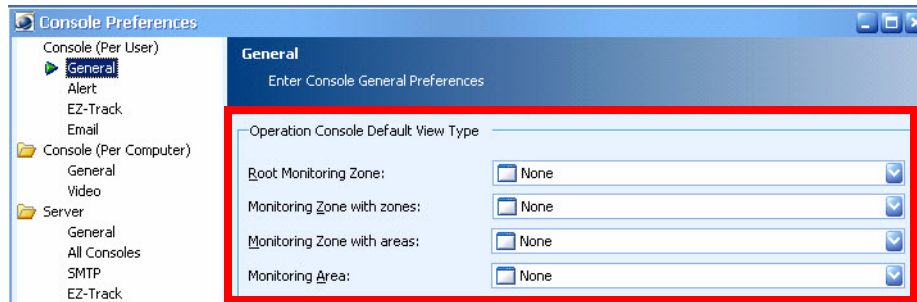 Console Preferences
Console (Per User)
General
Alert
EZ-Track
Email
Console (Per Computer)
General
Video
Server
General
All Consoles
SMTP
EZ-Track
General
Enter Console General Preferences
Operation Console Default View Type
Root Monitoring Zone: None
Monitoring Zone with zones: None
Monitoring Zone with areas: None
Monitoring Area: None